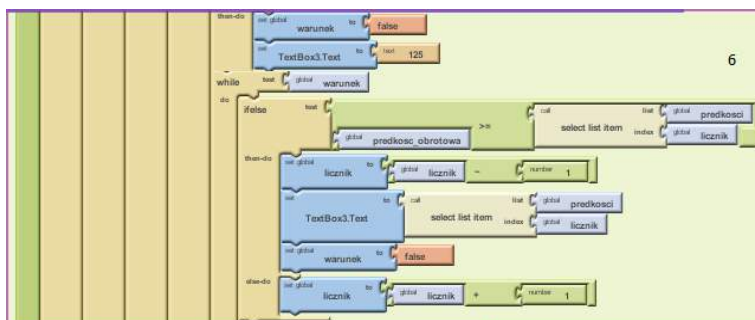 then-do set global warunek to false
6
set TextBox3.Text to text 125
while test global warunek
do ifelse test global predkosc_obrotowa >= call select list item list global predkosci
index global licznik
then-do set global licznik to global licznik - number 1
set TextBox3.Text to call select list item list global predkosci
index global licznik
set global warunek to false
else-do set global licznik to global licznik + number 1